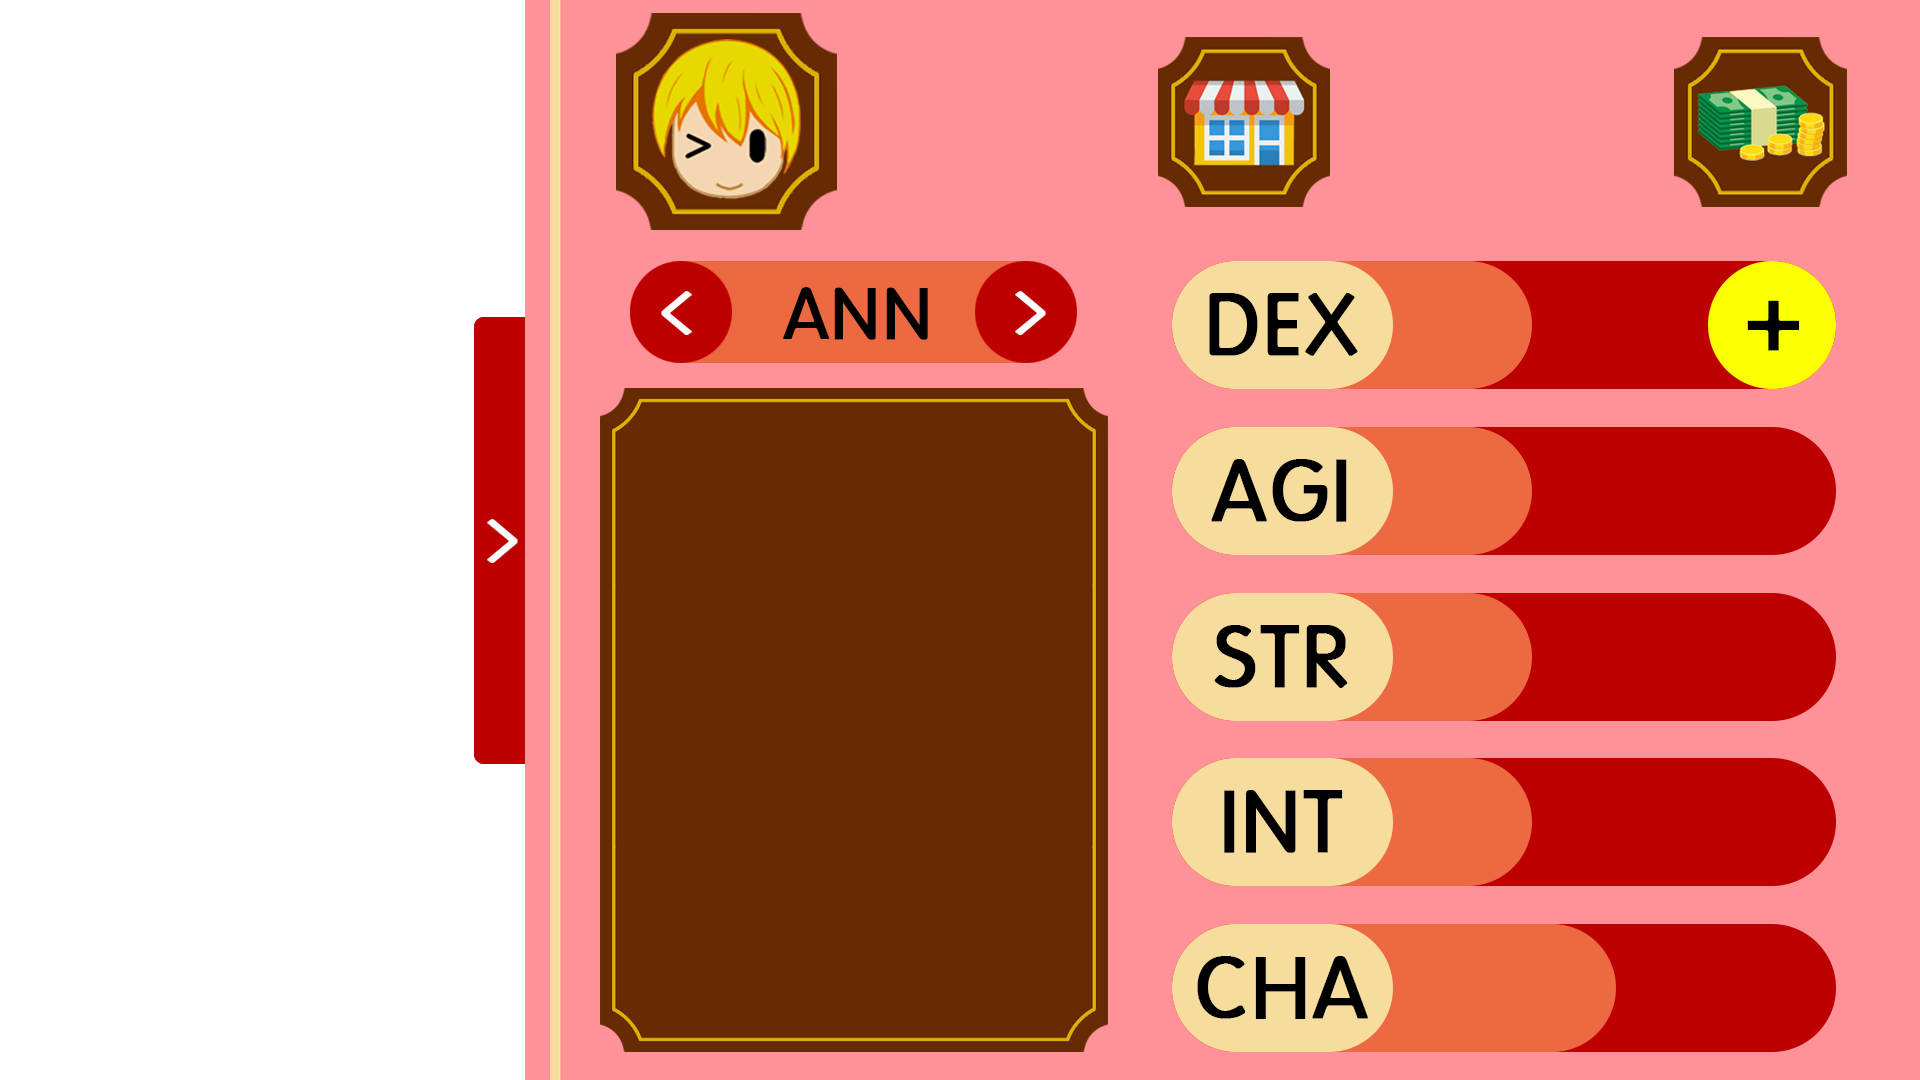 ANN
DEX +
AGI
STR
INT
CHA